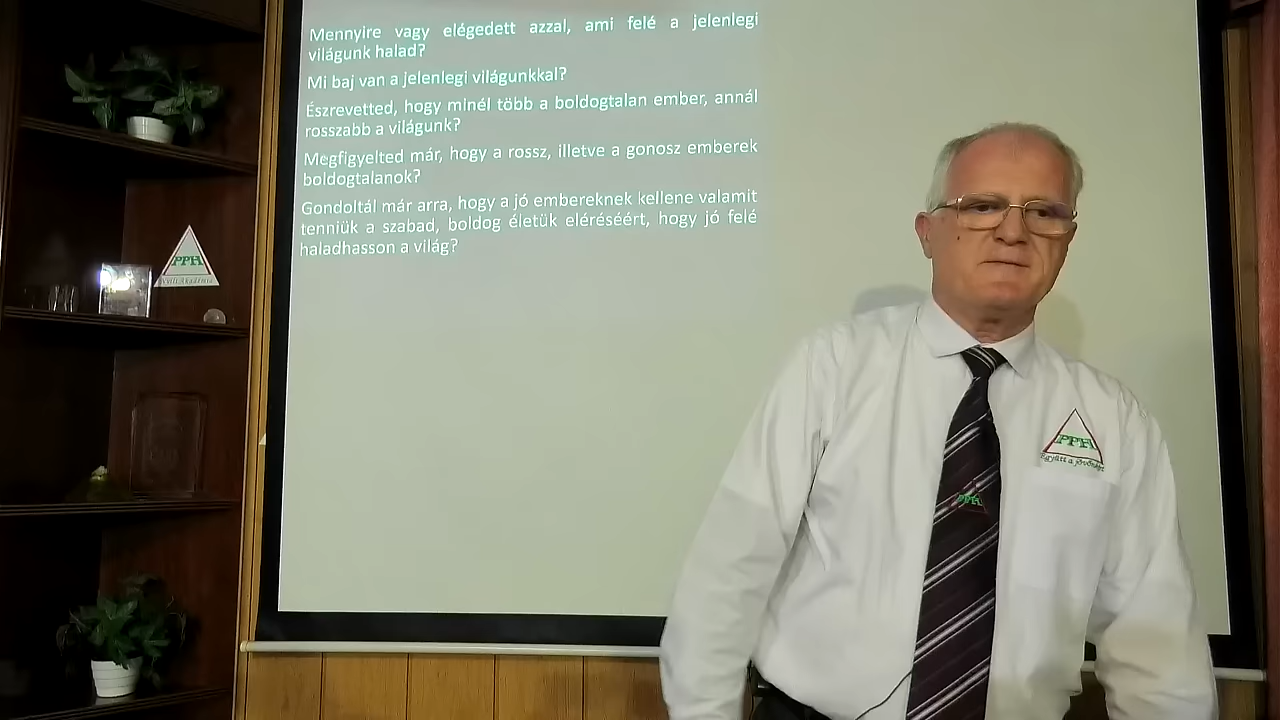 Mennyire vagy elégedett azzal, ami felé a jelenlegi
világunk halad?
Mi baj van a jelenlegi világunkkal?
Észrevetted, hogy minél több a boldogtalan ember, annál
rosszabb a világunk?
Megfigyelted már, hogy a rossz, illetve a gonosz emberek
boldogtalanok?
Gondoltál már arra, hogy a jó embereknek kellene valamit
tenniük a szabad, boldog életük eléréséért, hogy jó felé
haladhasson a világ?
PPH
PPH
Együtt a jövőnkért
PPH